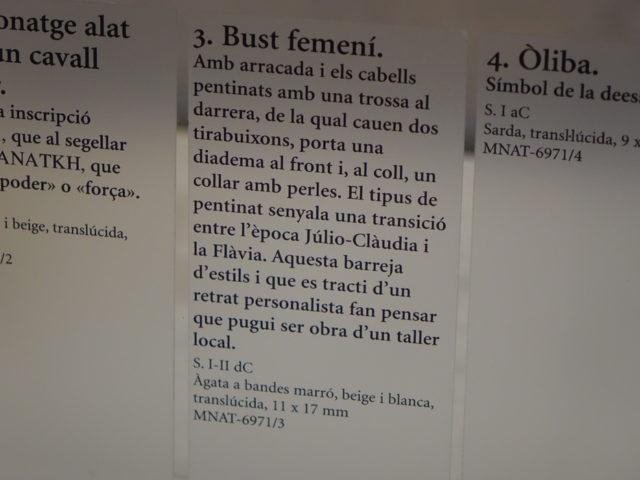 onatge alat
un cavall
a inscripció
, que al segellar
ANATKH, que
poder» o «força».
i beige, translúcida,
/2
3. Bust femení.
Amb arracada i els cabells
pentinats amb una trossa al
darrera, de la qual cauen dos
tirabuixons, porta una
diadema al front i, al coll, un
collar amb perles. El tipus de
pentinat senyala una transició
entre l'època Júlio-Clàudia i
la Flàvia. Aquesta barreja
d'estils i que es tracti d'un
retrat personalista fan pensar
que pugui ser obra d'un taller
local.
S. I-II dC
Àgata a bandes marró, beige i blanca,
translúcida, 11 x 17 mm
MNAT-6971/3
4. Òliba.
Símbol de la deess
S. I aC
Sarda, transl·lúcida, 9 x
MNAT-6971/4